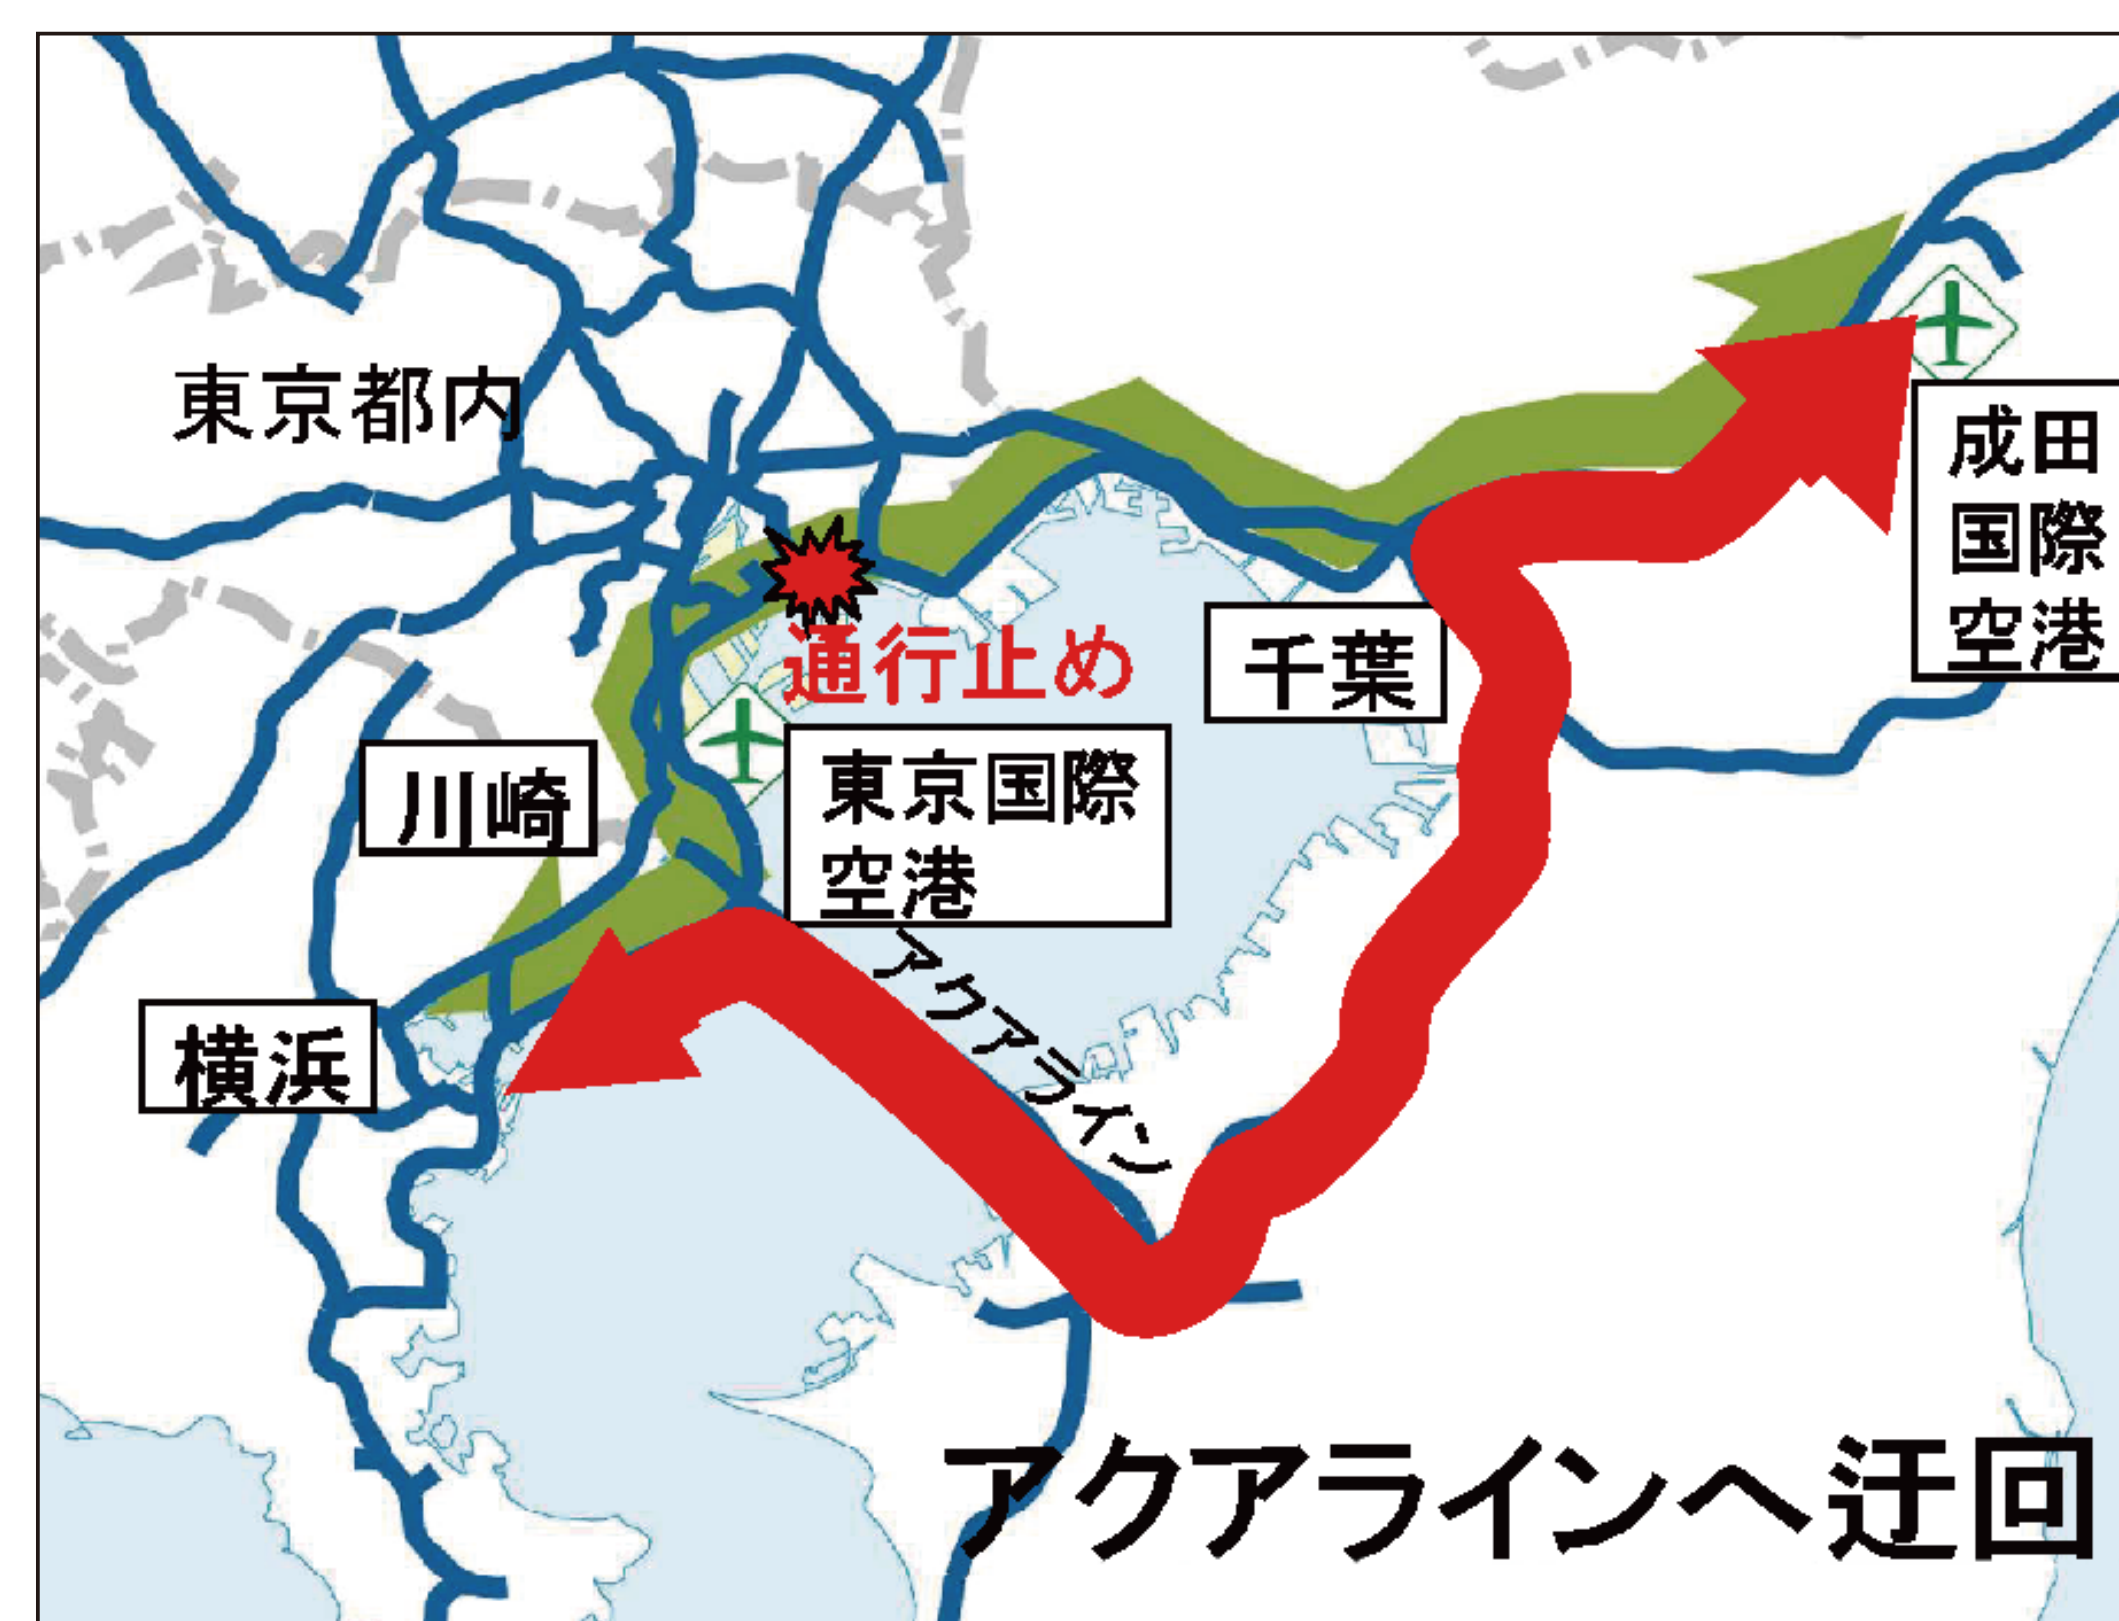 東京都内
成田
国際
空港
通行止め
千葉
川崎
東京国際
空港
アクアライン
横浜
アクアラインへ迂回